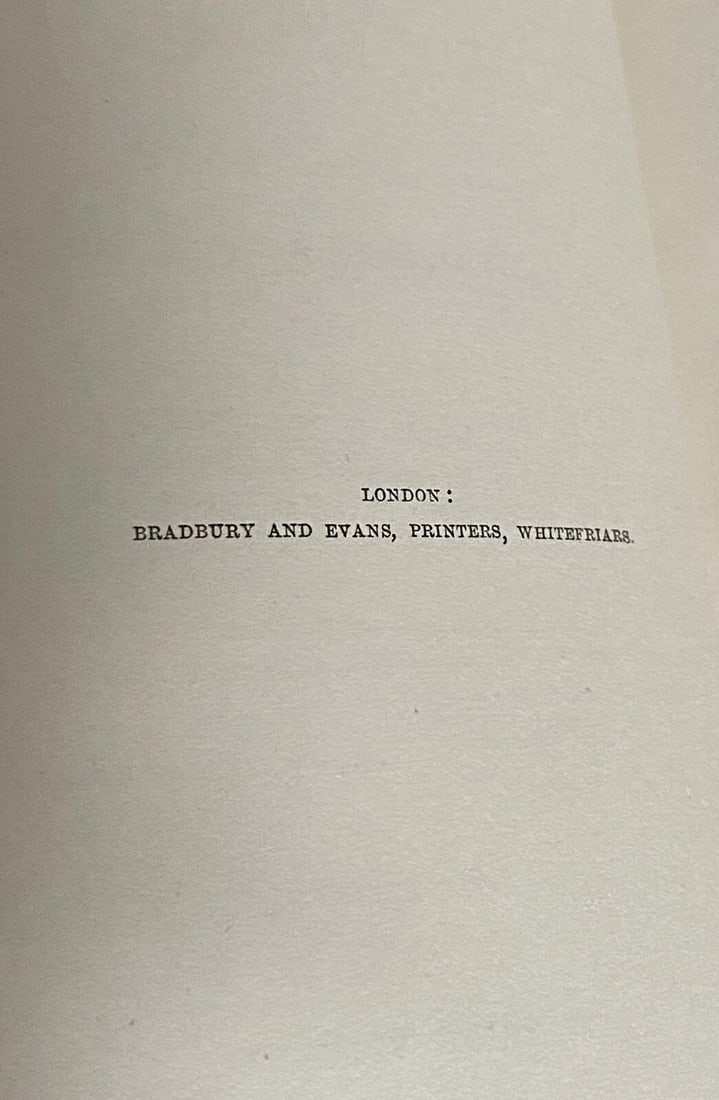 LONDON:
BRADBURY AND EVANS, PRINTERS, WHITEFRIARS.